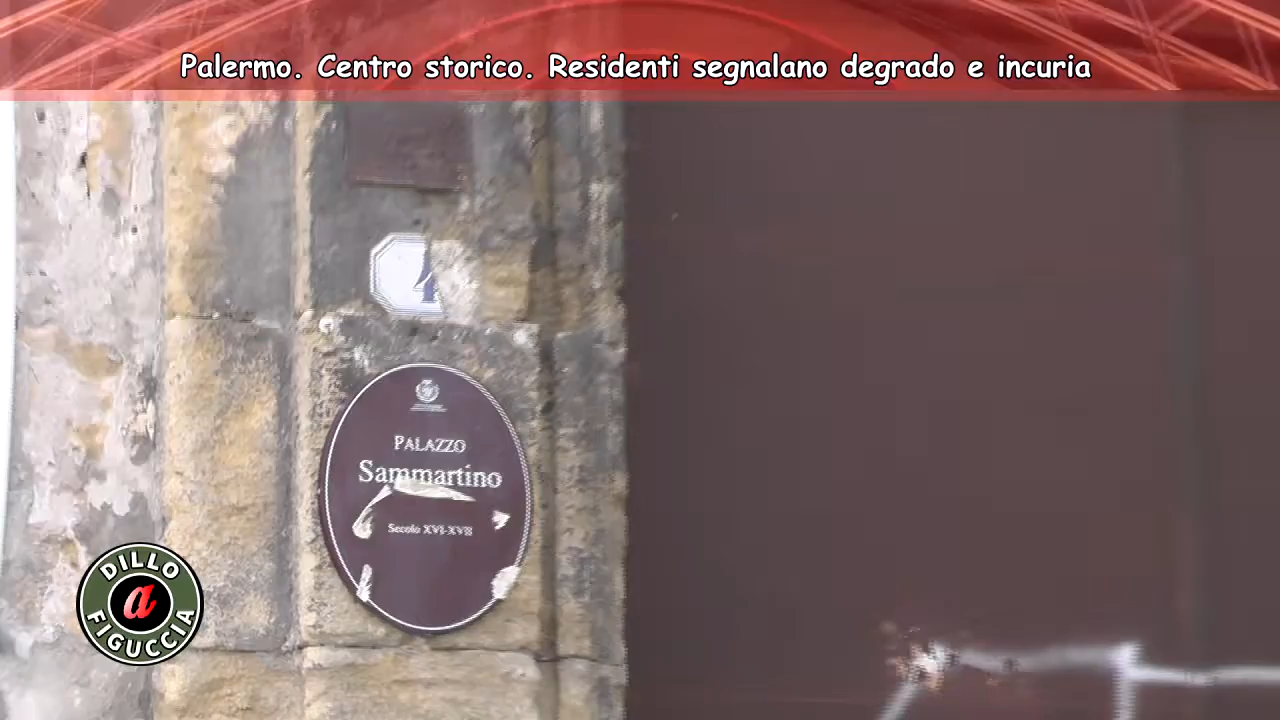 Palermo. Centro storico. Residenti segnalano degrado e incuria
4
PALAZZO
Sammartino
Secolo XVI-XVII
DILLO
a
FIGUCCIA